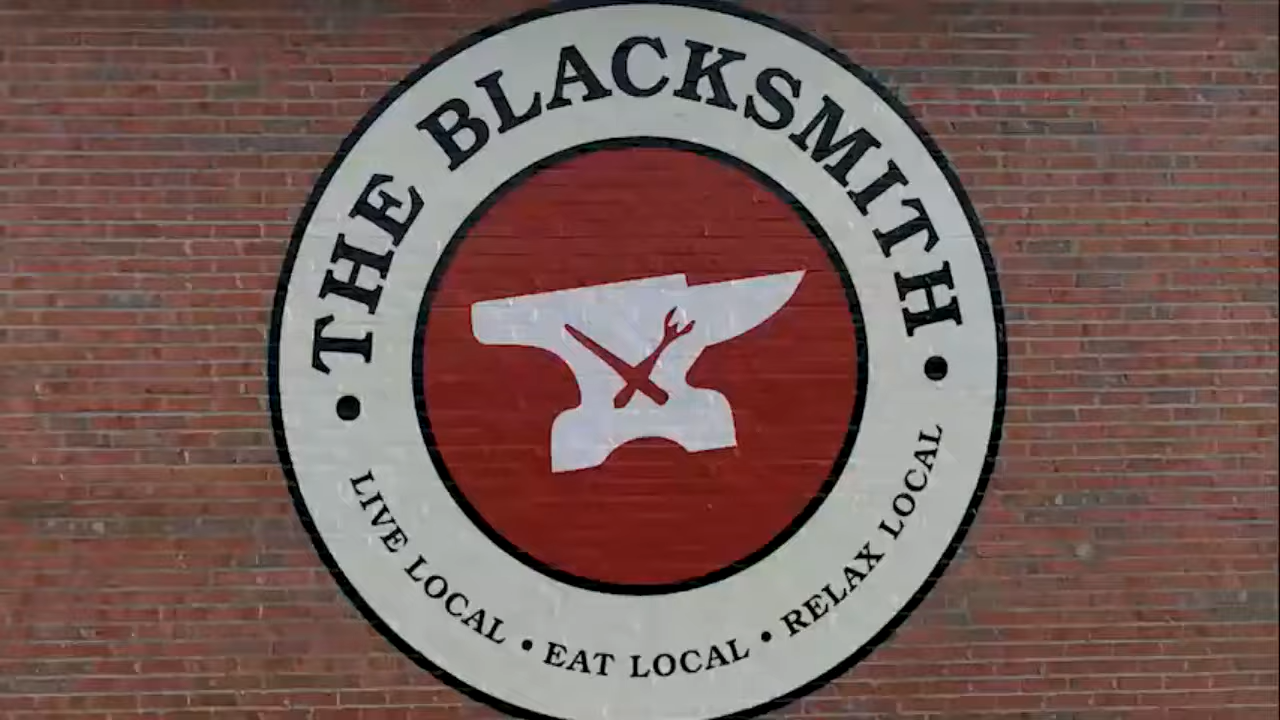 • THE BLACKSMITH •
LIVE LOCAL • EAT LOCAL • RELAX LOCAL